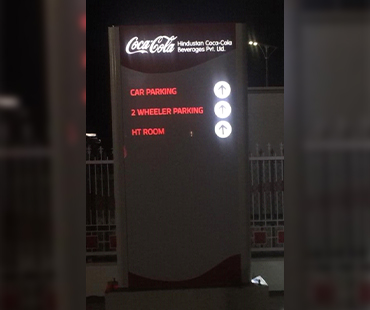 Coca-Cola
Hindustan Coca-Cola
Beverages Pvt. Ltd.
CAR PARKING
2 WHEELER PARKING
HT ROOM